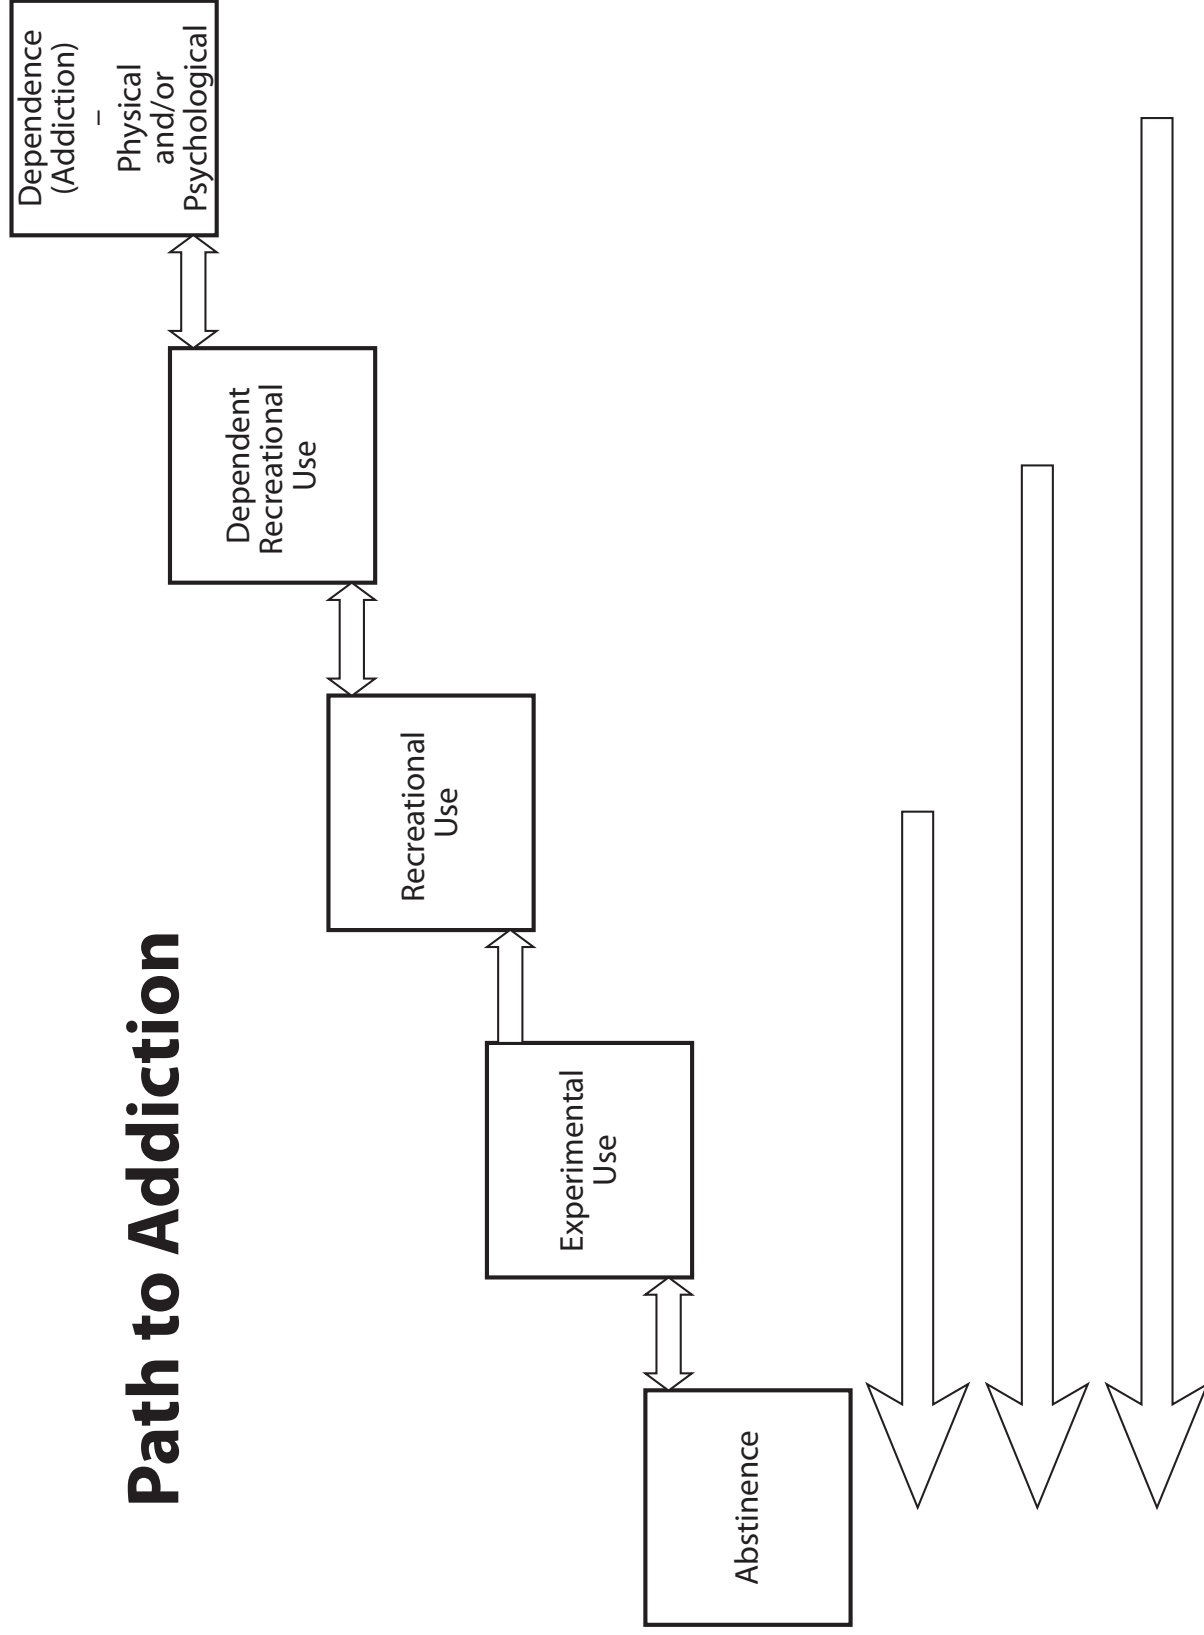 Path to Addiction
Abstinence
Experimental
Use
Recreational
Use
Dependent
Recreational
Use
Dependence
(Addiction)
–
Physical
and/or
Psychological